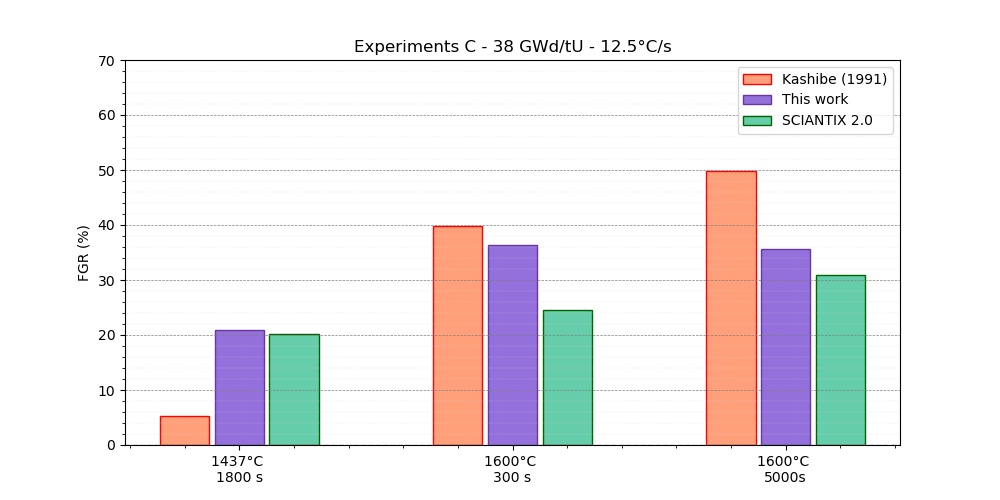 Experiments C - 38 GWd/tU - 12.5°C/s
70
60
50
40
30
20
10
0
FGR (%)
Kashibe (1991)
This work
SCIANTIX 2.0
1437°C
1800 s
1600°C
300 s
1600°C
5000s